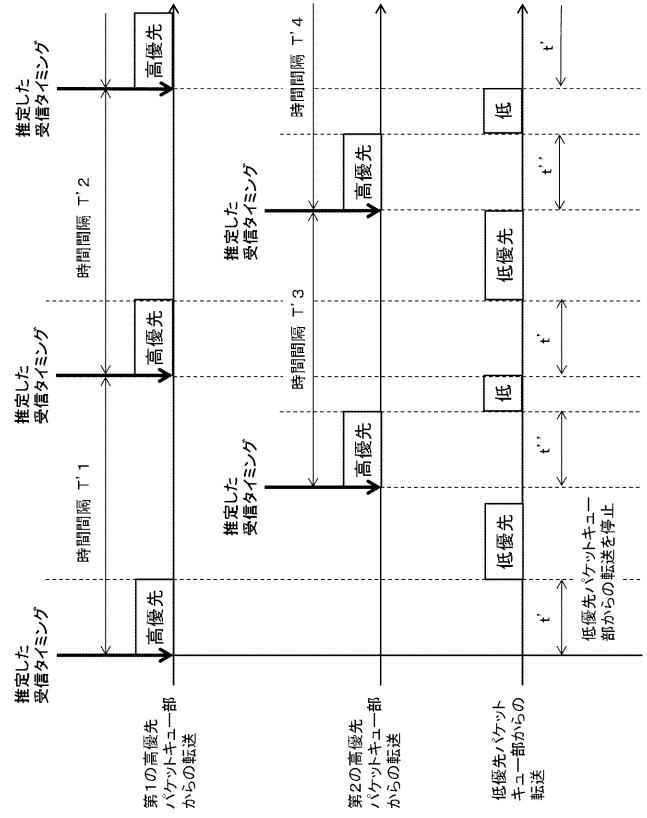 推定した
受信タイミング
推定した
受信タイミング
推定した
受信タイミング
時間間隔 T'1
時間間隔 T'2
第1の高優先
パケットキュー部
からの転送
高優先
高優先
高優先
推定した
受信タイミング
推定した
受信タイミング
時間間隔 T'3
時間間隔 T'4
第2の高優先
パケットキュー部
からの転送
高優先
高優先
低優先パケット
キュー部からの
転送
低優先
低
低優先
低
t'
t''
t'
t''
t'
低優先パケットキュー
部からの転送を停止